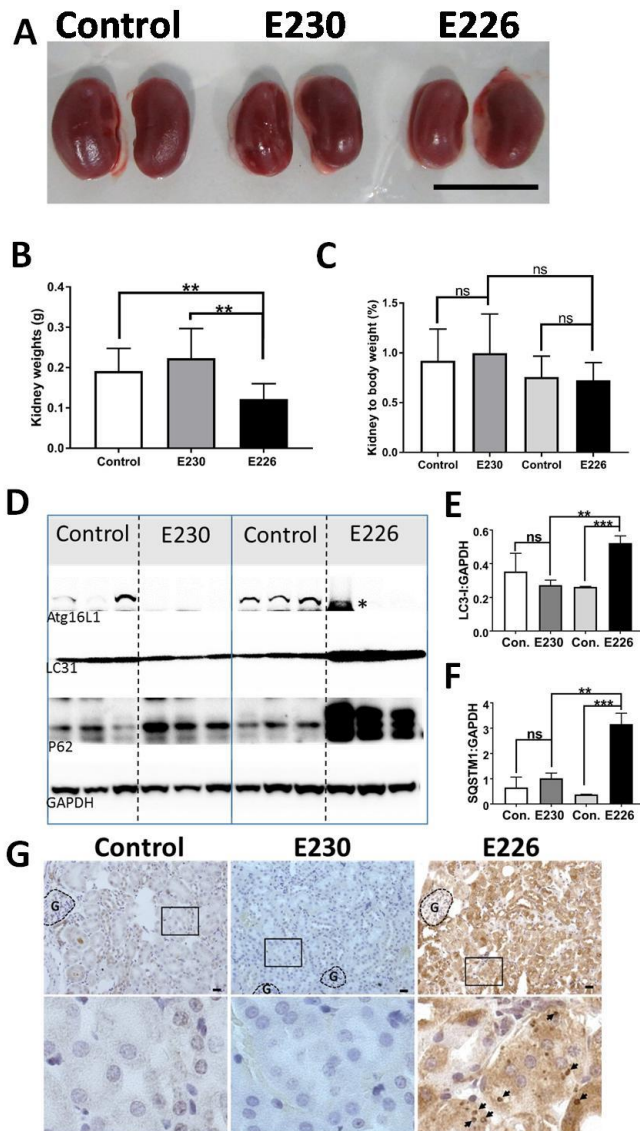 A
Control E230 E226
B
Kidney weights (g)
0.4
0.3
0.2
0.1
0.0
**
**
Control E230 E226
C
Kidney to body weight (%)
1.5
1.0
0.5
0.0
ns
ns
ns
Control E230 Control E226
D
Control E230 Control E226
Atg16L1
*
LC31
P62
GAPDH
E
LC3-I:GAPDH
0.6
0.4
0.2
0.0
**
***
ns
Con. E230 Con. E226
F
SQSTM1:GAPDH
4
3
2
1
0
**
***
ns
Con. E230 Con. E226
G
Control E230 E226
G
G
G
G